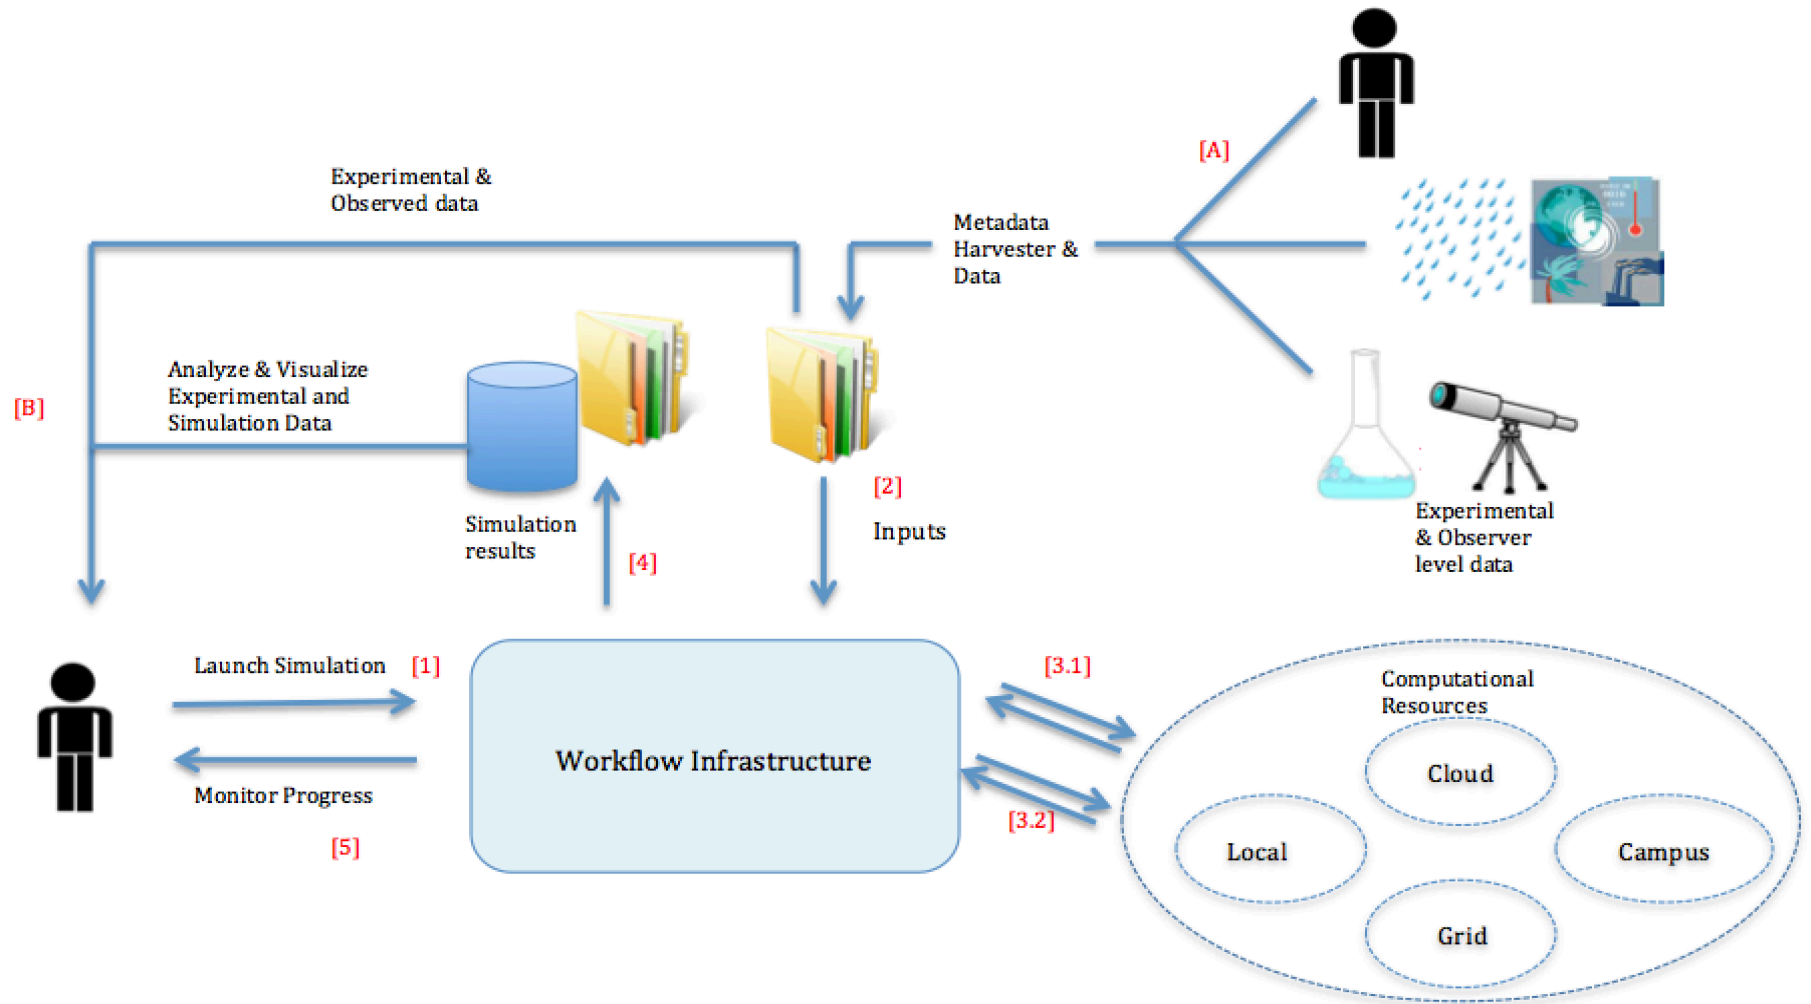 [A]
Experimental &
Observed data
Metadata
Harvester &
Data
Analyze & Visualize
Experimental and
Simulation Data
[B]
[2]
Inputs
Simulation
results
[4]
Experimental
& Observer
level data
Launch Simulation [1]
[3.1]
Computational
Resources
Workflow Infrastructure
Cloud
Monitor Progress
[3.2]
[5]
Local
Campus
Grid